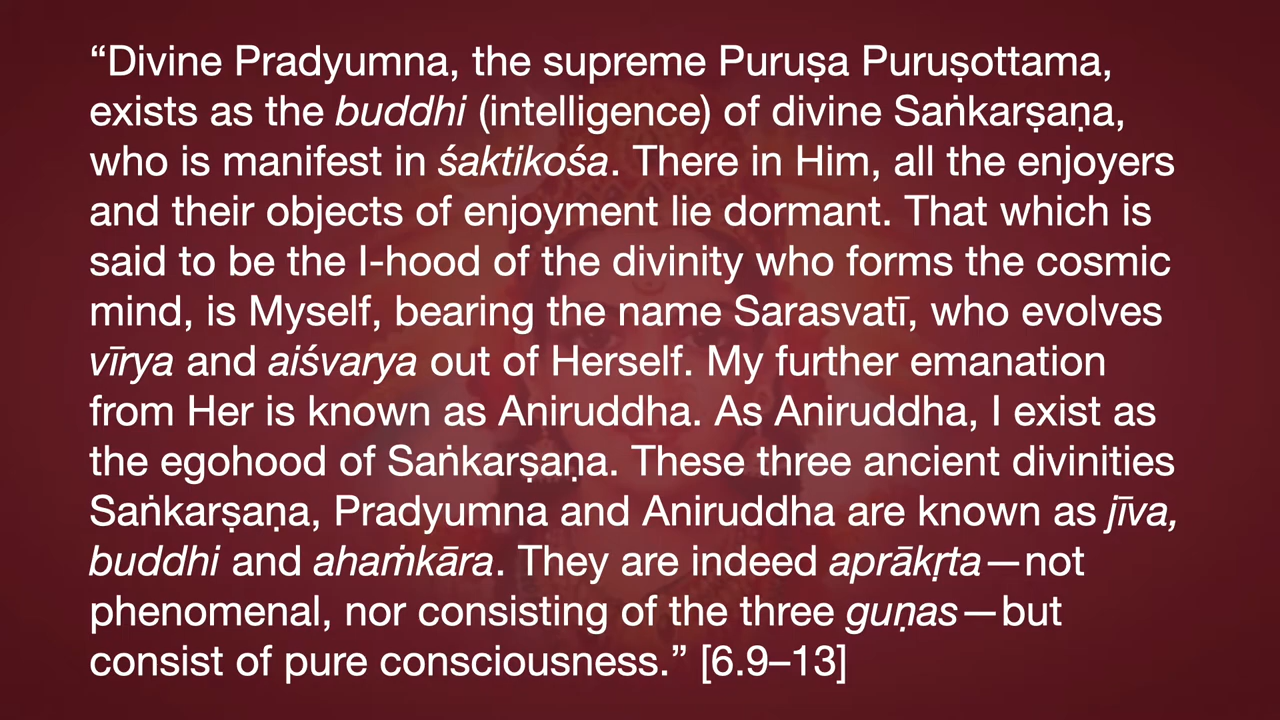 “Divine Pradyumna, the supreme Puruṣa Puruṣottama,
exists as the buddhi (intelligence) of divine Saṅkarṣaṇa,
who is manifest in śaktikośa. There in Him, all the enjoyers
and their objects of enjoyment lie dormant. That which is
said to be the I-hood of the divinity who forms the cosmic
mind, is Myself, bearing the name Sarasvatī, who evolves
vīrya and aiśvarya out of Herself. My further emanation
from Her is known as Aniruddha. As Aniruddha, I exist as
the egohood of Saṅkarṣaṇa. These three ancient divinities
Saṅkarṣaṇa, Pradyumna and Aniruddha are known as jīva,
buddhi and ahaṁkāra. They are indeed aprākṛta—not
phenomenal, nor consisting of the three guṇas—but
consist of pure consciousness.” [6.9–13]